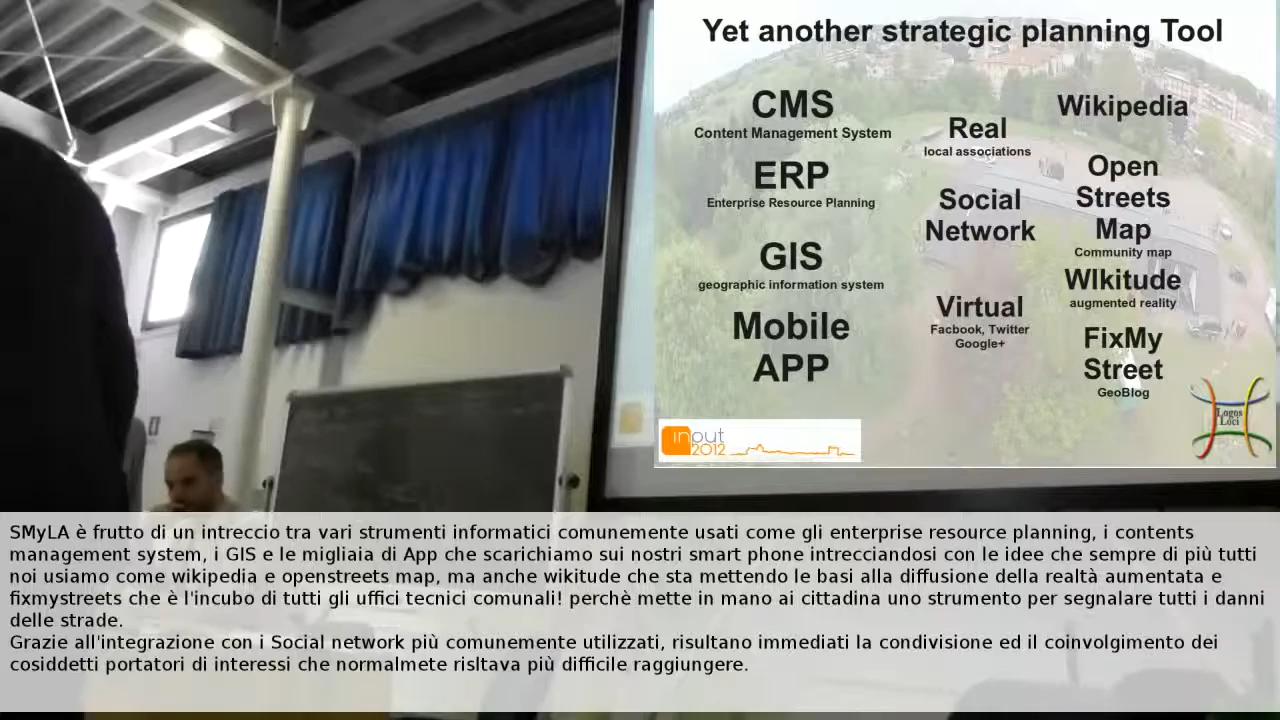 Yet another strategic planning Tool
CMS
Content Management System
ERP
Enterprise Resource Planning
GIS
geographic information system
Mobile
APP
Real
local associations
Social
Network
Virtual
Facbook, Twitter
Google+
Wikipedia
Open
Streets
Map
Community map
WIkitude
augmented reality
FixMy
Street
GeoBlog
input
2012
Logos
Loci
SMyLA è frutto di un intreccio tra vari strumenti informatici comunemente usati come gli enterprise resource planning, i contents
management system, i GIS e le migliaia di App che scarichiamo sui nostri smart phone intrecciandosi con le idee che sempre di più tutti
noi usiamo come wikipedia e openstreets map, ma anche wikitude che sta mettendo le basi alla diffusione della realtà aumentata e
fixmystreets che è l'incubo di tutti gli uffici tecnici comunali! perchè mette in mano ai cittadina uno strumento per segnalare tutti i danni
delle strade.
Grazie all'integrazione con i Social network più comunemente utilizzati, risultano immediati la condivisione ed il coinvolgimento dei
cosiddetti portatori di interessi che normalmete risltava più difficile raggiungere.